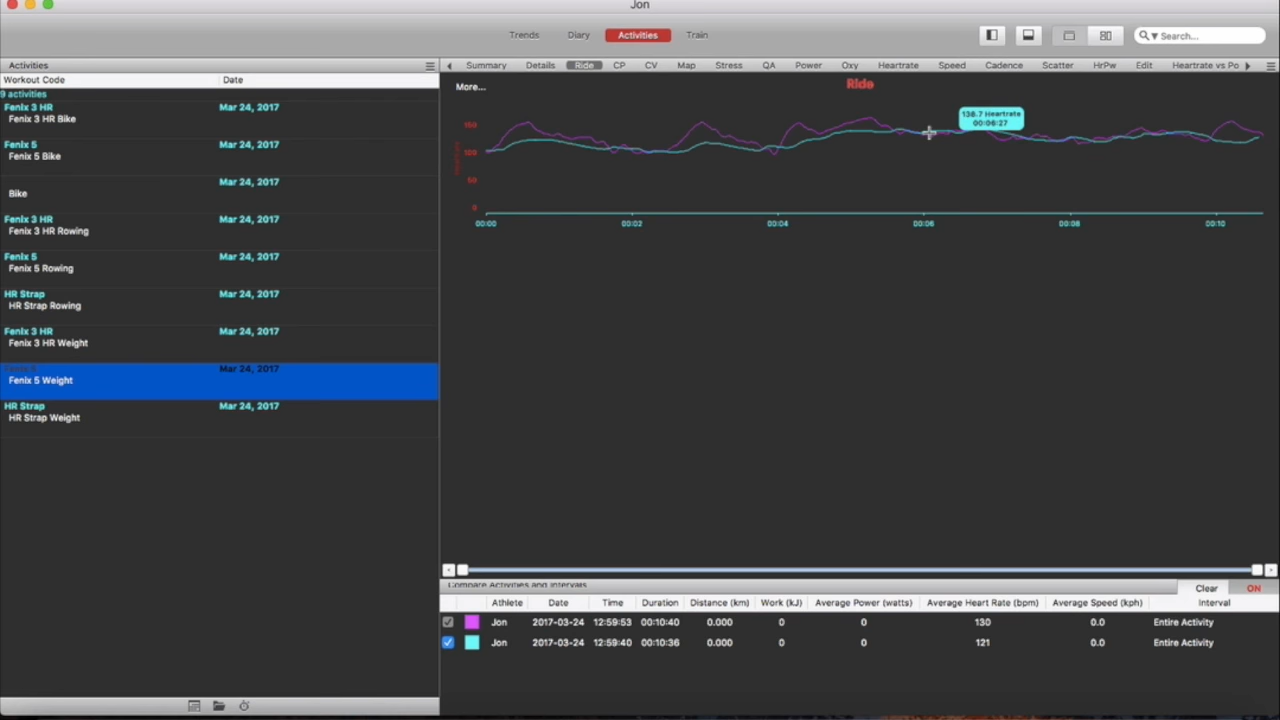 Jon
Trends Diary Activities Train Search...
Activities
Workout Code Date
9 activities
Fenix 3 HR Mar 24, 2017
Fenix 3 HR Bike
Fenix 5 Mar 24, 2017
Fenix 5 Bike
Mar 24, 2017
Bike
Fenix 3 HR Mar 24, 2017
Fenix 3 HR Rowing
Fenix 5 Mar 24, 2017
Fenix 5 Rowing
HR Strap Mar 24, 2017
HR Strap Rowing
Fenix 3 HR Mar 24, 2017
Fenix 3 HR Weight
Fenix 5 Mar 24, 2017
Fenix 5 Weight
HR Strap Mar 24, 2017
HR Strap Weight
Summary Details Ride CP CV Map Stress QA Power Oxy Heartrate Speed Cadence Scatter HrPw Edit Heartrate vs Po
More... Ride
138.7 Heartrate
00:06:27
150
100
50
0
00:00 00:02 00:04 00:06 00:08 00:10
Compare Activities and Intervals Clear ON
Athlete Date Time Duration Distance (km) Work (kJ) Average Power (watts) Average Heart Rate (bpm) Average Speed (kph) Interval
Jon 2017-03-24 12:59:53 00:10:40 0.000 0 0 130 0.0 Entire Activity
Jon 2017-03-24 12:59:40 00:10:36 0.000 0 0 121 0.0 Entire Activity